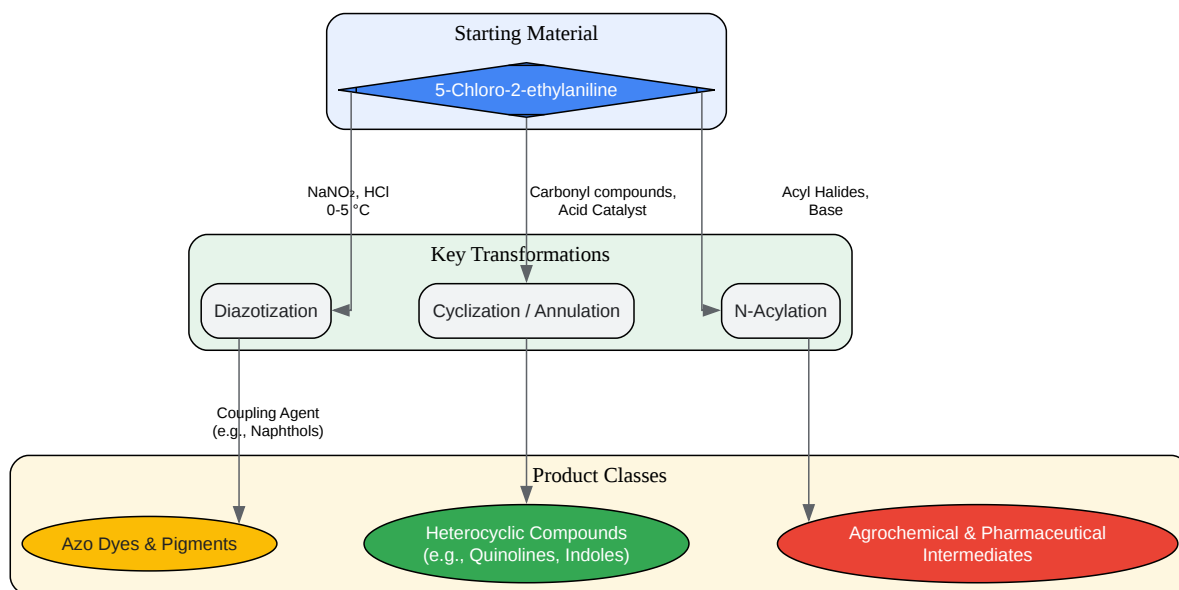 Starting Material
5-Chloro-2-ethylaniline
NaNO₂, HCl
0-5 °C
Carbonyl compounds,
Acid Catalyst
Acyl Halides,
Base
Key Transformations
Diazotization
Cyclization / Annulation
N-Acylation
Coupling Agent
(e.g., Naphthols)
Product Classes
Azo Dyes & Pigments
Heterocyclic Compounds
(e.g., Quinolines, Indoles)
Agrochemical & Pharmaceutical
Intermediates